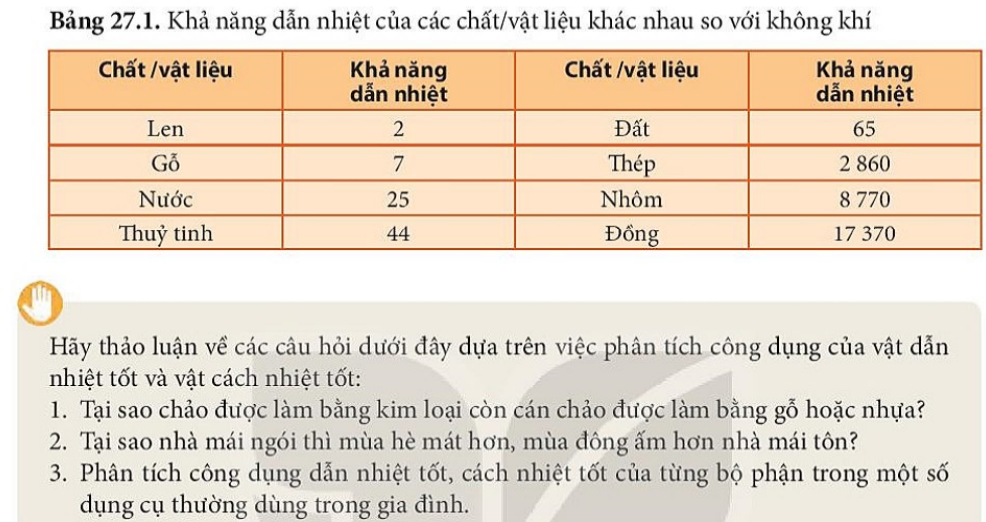 Bảng 27.1. Khả năng dẫn nhiệt của các chất/vật liệu khác nhau so với không khí
Chất /vật liệu Khả năng dẫn nhiệt Chất /vật liệu Khả năng dẫn nhiệt
Len 2 Đất 65
Gỗ 7 Thép 2 860
Nước 25 Nhôm 8 770
Thuỷ tinh 44 Đồng 17 370
Hãy thảo luận về các câu hỏi dưới đây dựa trên việc phân tích công dụng của vật dẫn
nhiệt tốt và vật cách nhiệt tốt:
1. Tại sao chảo được làm bằng kim loại còn cán chảo được làm bằng gỗ hoặc nhựa?
2. Tại sao nhà mái ngói thì mùa hè mát hơn, mùa đông ấm hơn nhà mái tôn?
3. Phân tích công dụng dẫn nhiệt tốt, cách nhiệt tốt của từng bộ phận trong một số
dụng cụ thường dùng trong gia đình.